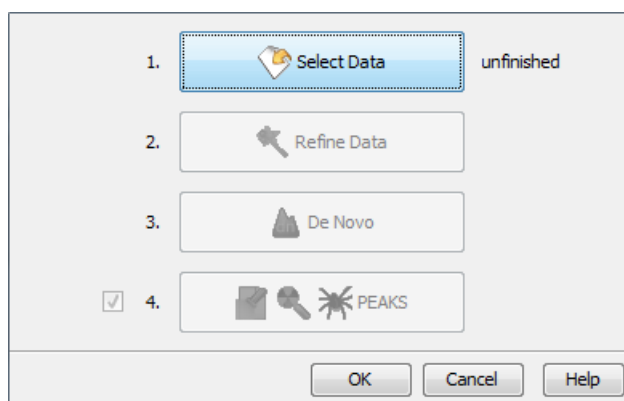 1. Select Data unfinished
2. Refine Data
3. De Novo
4. PEAKS
OK Cancel Help